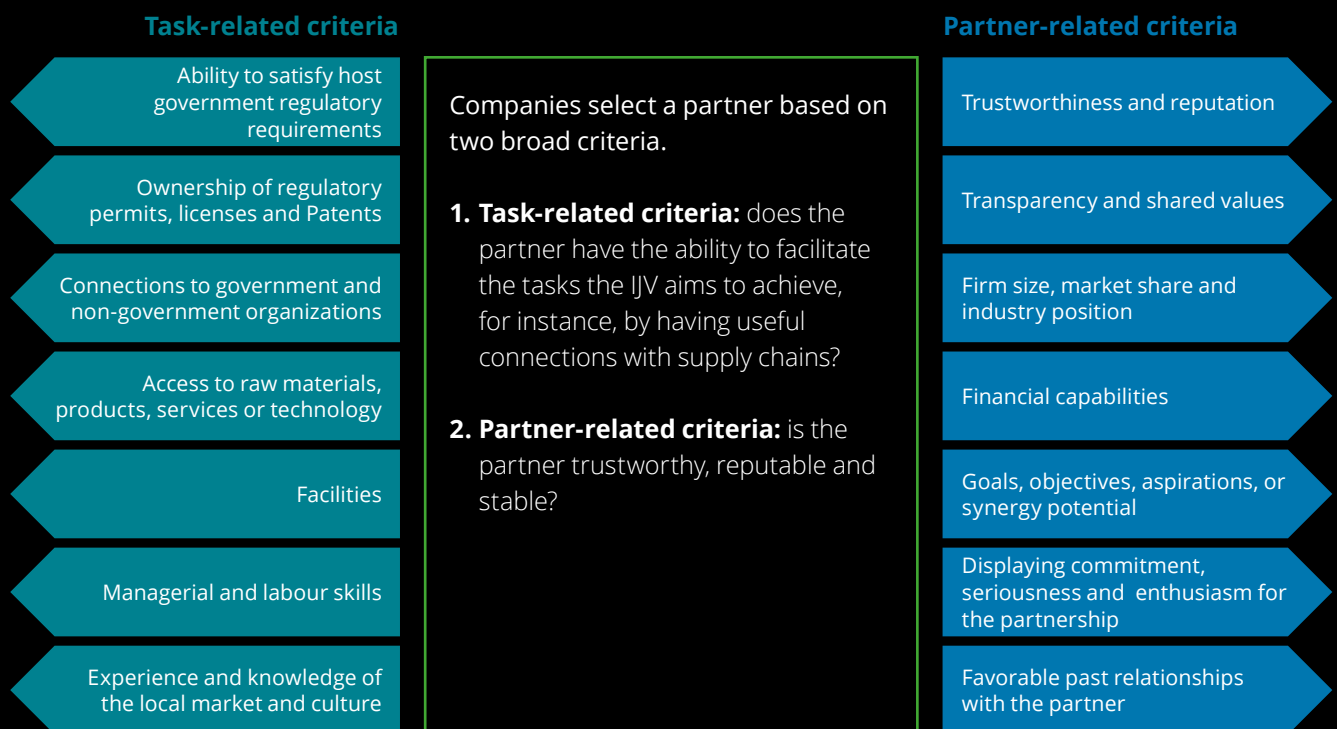 Task-related criteria
Ability to satisfy host
government regulatory
requirements
Ownership of regulatory
permits, licenses and Patents
Connections to government and
non-government organizations
Access to raw materials,
products, services or technology
Facilities
Managerial and labour skills
Experience and knowledge of
the local market and culture
Companies select a partner based on
two broad criteria.
1. Task-related criteria: does the
partner have the ability to facilitate
the tasks the IJV aims to achieve,
for instance, by having useful
connections with supply chains?
2. Partner-related criteria: is the
partner trustworthy, reputable and
stable?
Partner-related criteria
Trustworthiness and reputation
Transparency and shared values
Firm size, market share and
industry position
Financial capabilities
Goals, objectives, aspirations, or
synergy potential
Displaying commitment,
seriousness and  enthusiasm for
the partnership
Favorable past relationships
with the partner